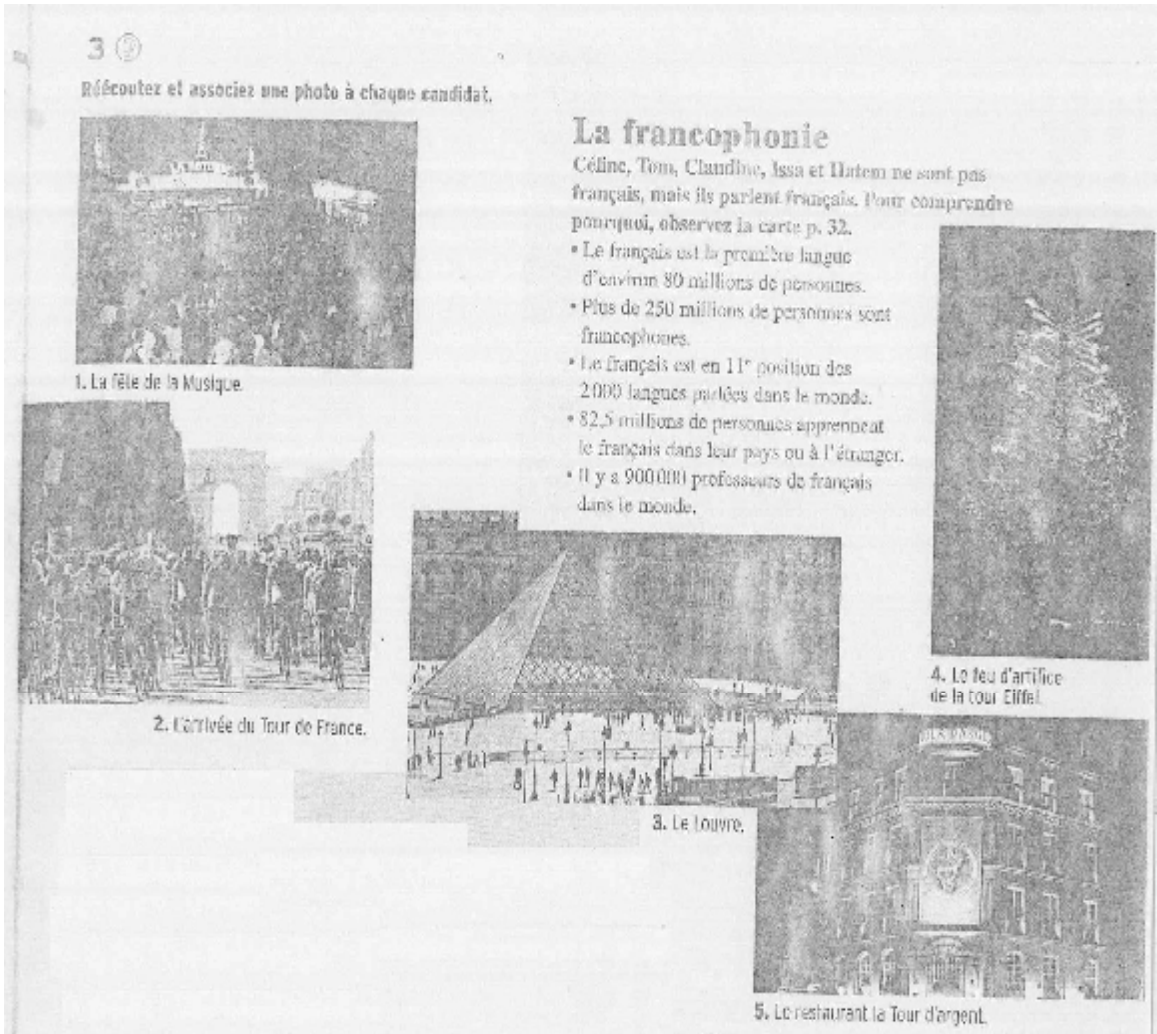 3
Réécoutez et associez une photo à chaque candidat.
1. La fête de la Musique.
2. L'arrivée du Tour de France.
La francophonie
Céline, Tom, Claudine, Issa et Hatem ne sont pas
français, mais ils parlent français. Pour comprendre
pourquoi, observez la carte p. 32.
• Le français est la première langue
d'environ 80 millions de personnes.
• Plus de 250 millions de personnes sont
francophones.
• Le français est en 11e position des
2000 langues parlées dans le monde.
• 82,5 millions de personnes apprennent
le français dans leur pays ou à l'étranger.
• Il y a 900 000 professeurs de français
dans le monde.
3. Le Louvre.
4. Le feu d'artifice
de la tour Eiffel.
5. Le restaurant la Tour d'argent.